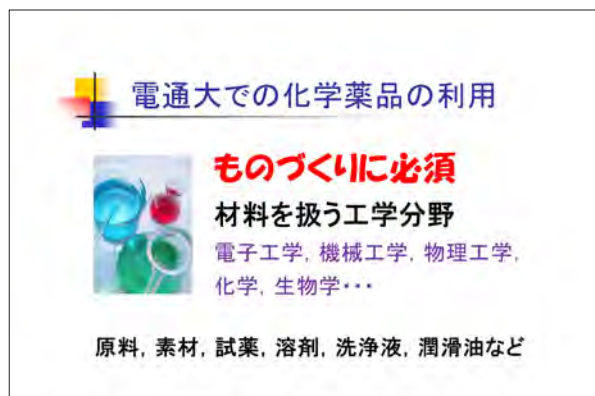 電通大での化学薬品の利用
ものづくりに必須
材料を扱う工学分野
電子工学, 機械工学, 物理工学,
化学, 生物学・・・
原料, 素材, 試薬, 溶剤, 洗浄液, 潤滑油など